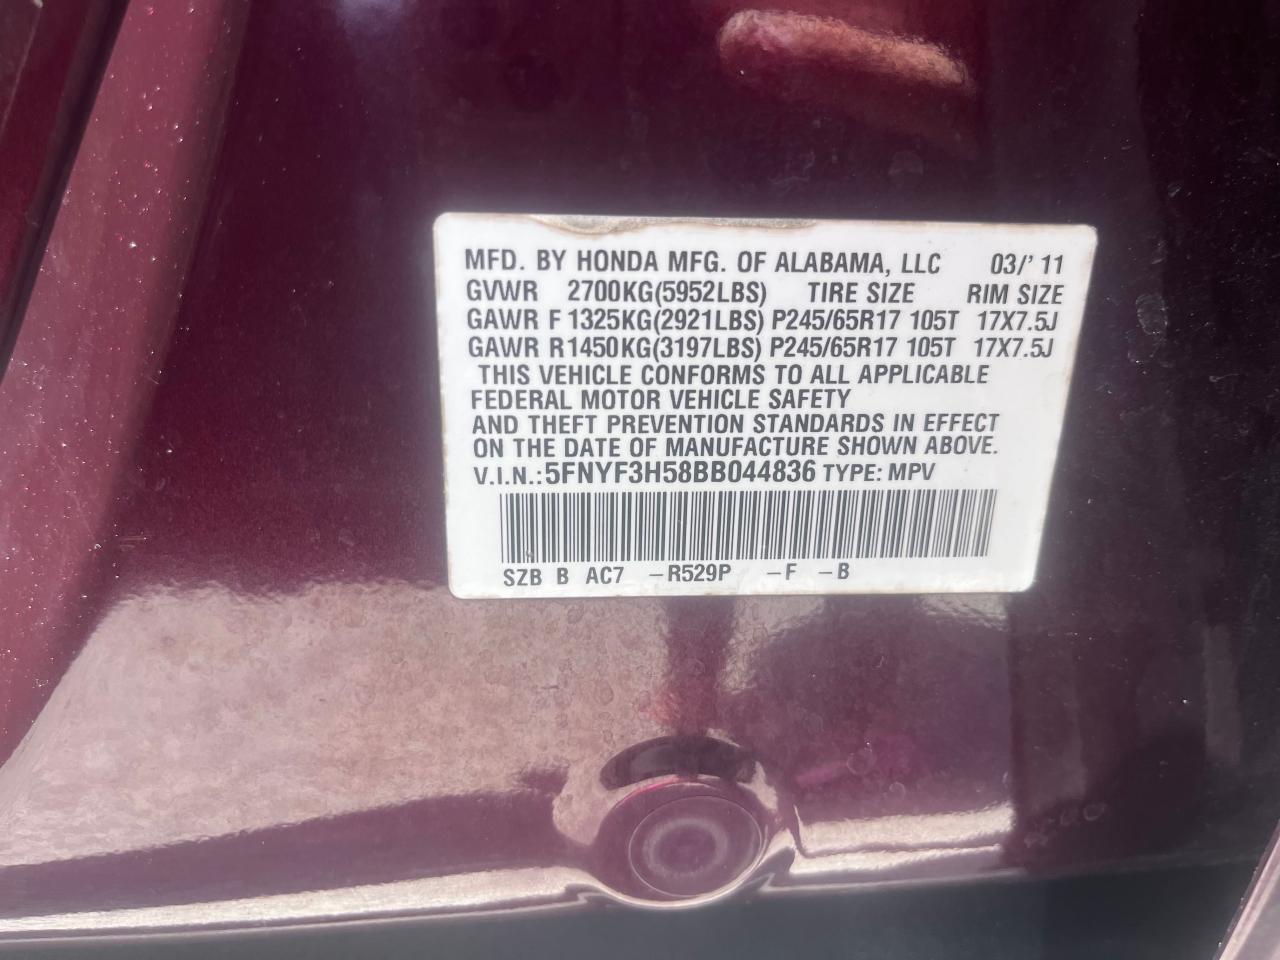 MFD. BY HONDA MFG. OF ALABAMA, LLC 03/' 11
GVWR 2700KG(5952LBS) TIRE SIZE RIM SIZE
GAWR F 1325KG(2921LBS) P245/65R17 105T 17X7.5J
GAWR R1450KG(3197LBS) P245/65R17 105T 17X7.5J
THIS VEHICLE CONFORMS TO ALL APPLICABLE
FEDERAL MOTOR VEHICLE SAFETY
AND THEFT PREVENTION STANDARDS IN EFFECT
ON THE DATE OF MANUFACTURE SHOWN ABOVE.
V.I.N.:5FNYF3H58BB044836 TYPE: MPV
SZB B AC7 -R529P -F -B